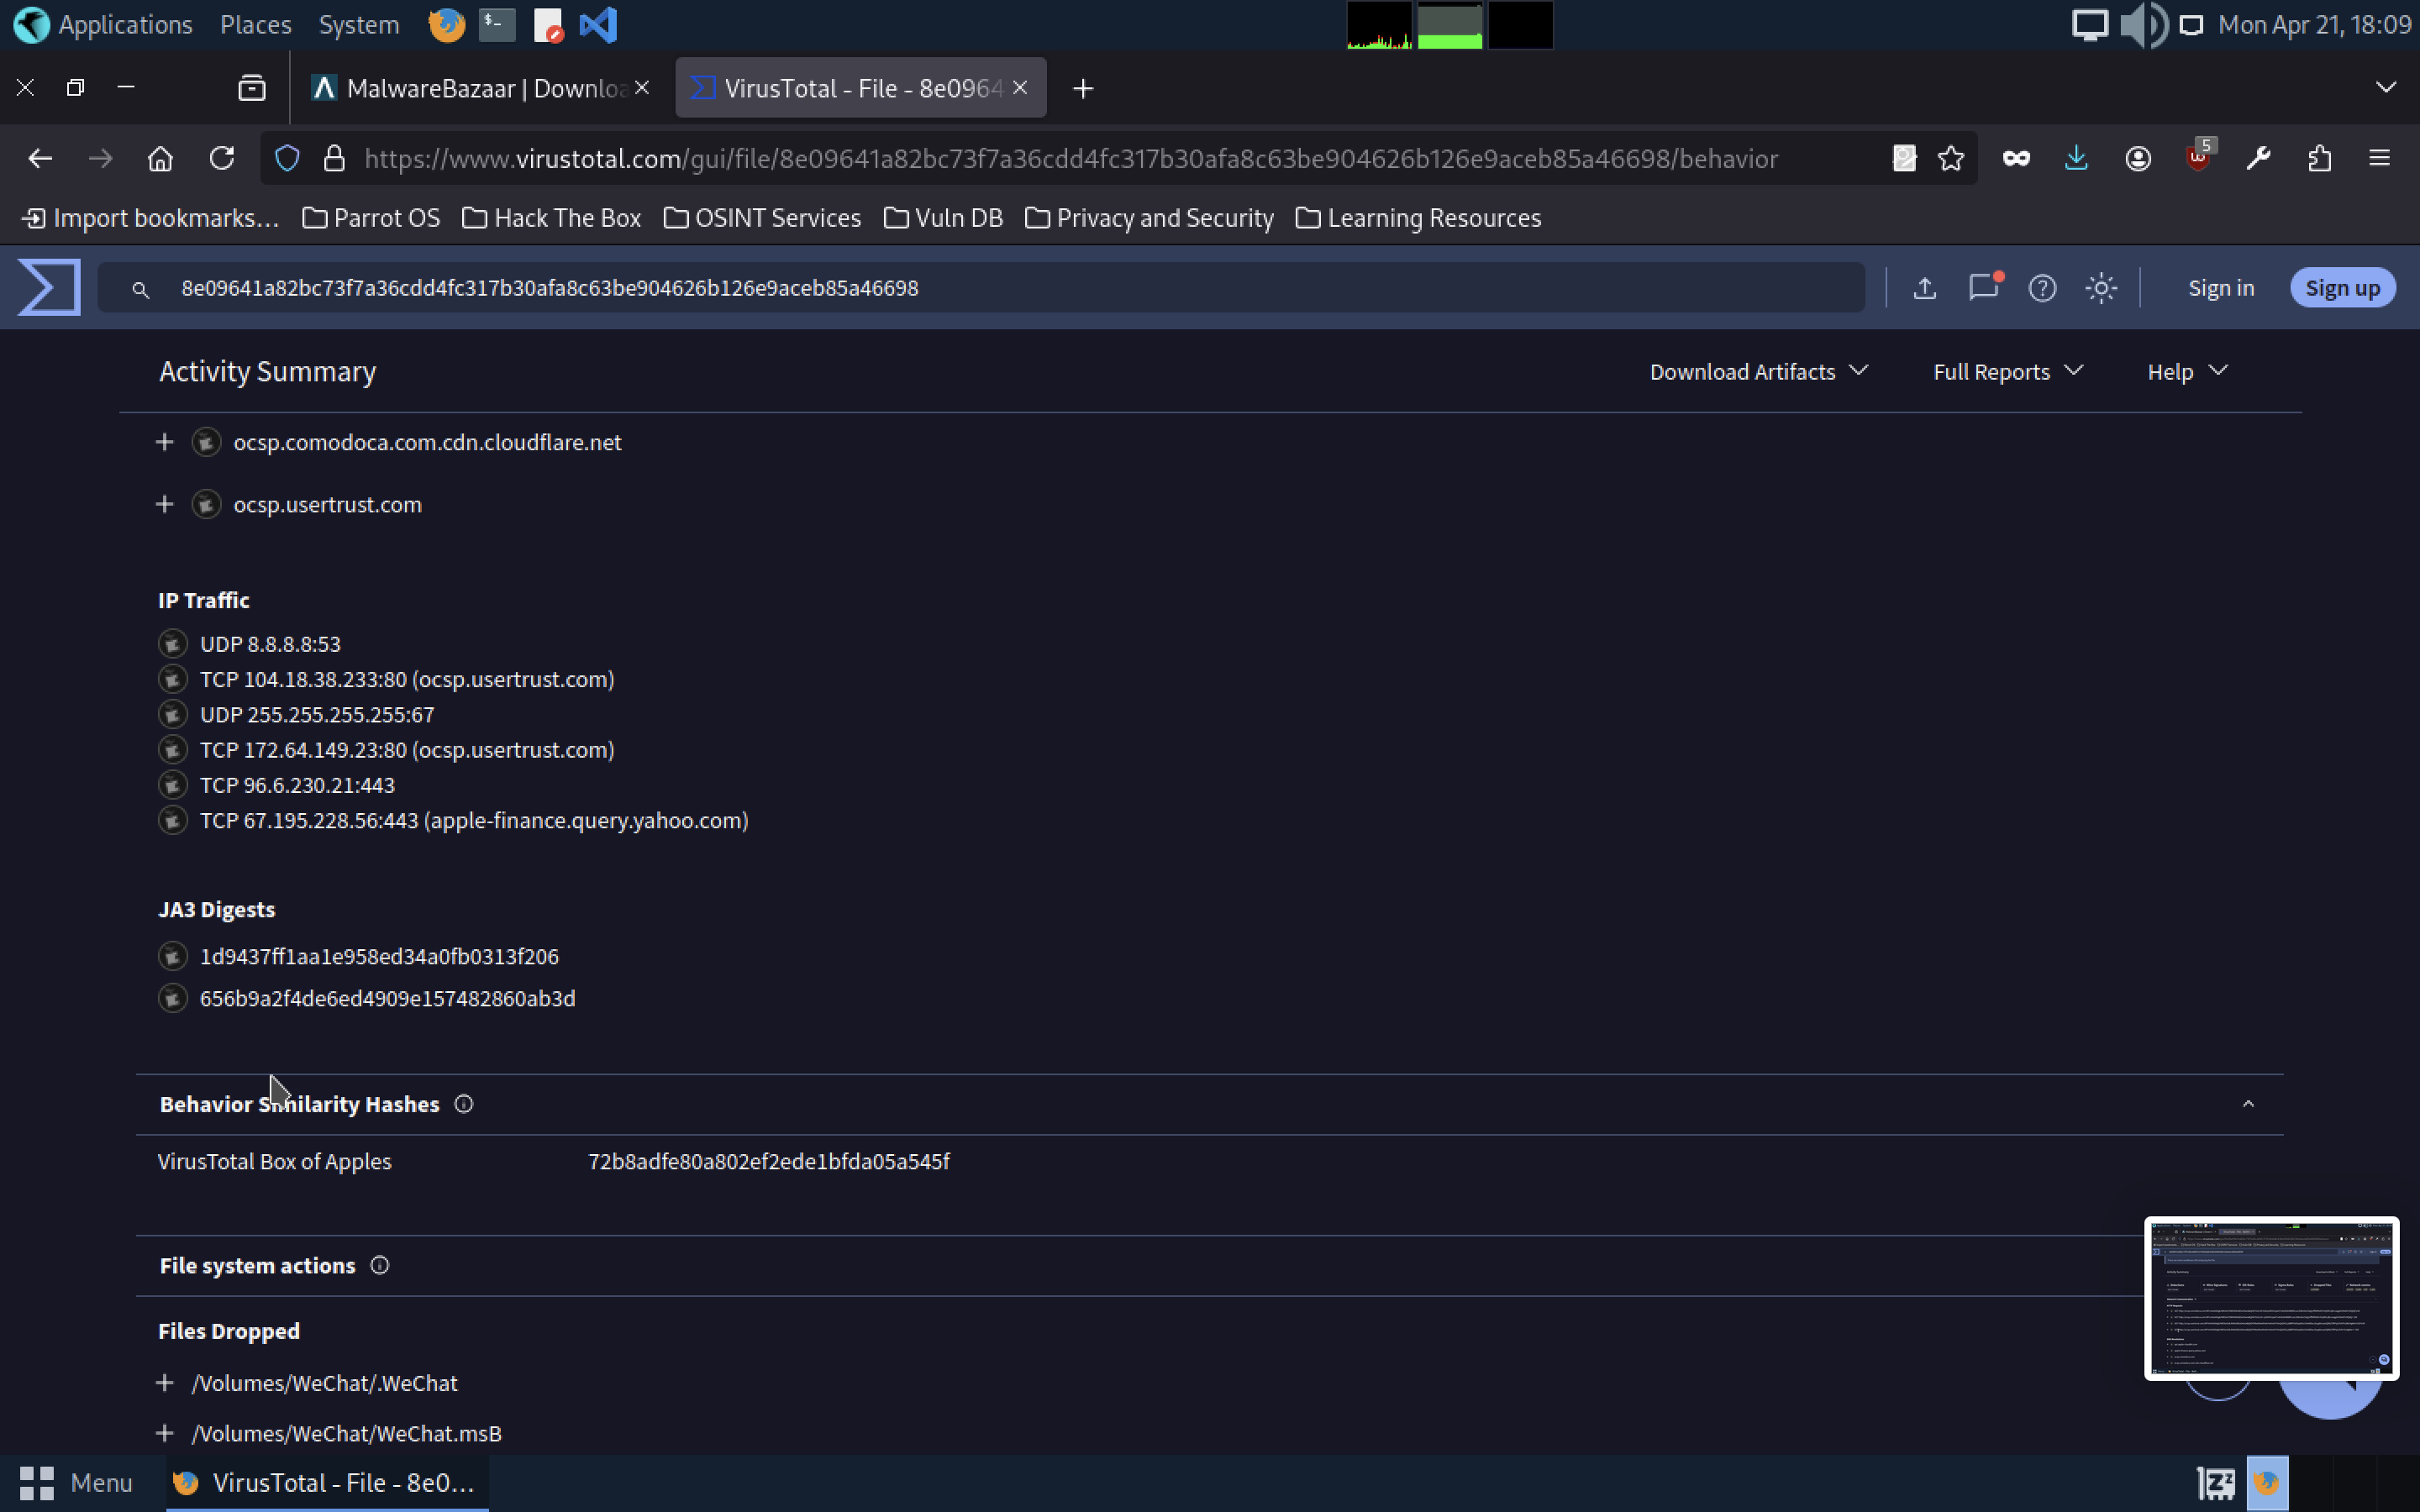 Applications Places System Mon Apr 21, 18:09
MalwareBazaar | Downloa VirusTotal - File - 8e0964
https://www.virustotal.com/gui/file/8e09641a82bc73f7a36cdd4fc317b30afa8c63be904626b126e9aceb85a46698/behavior 5
Import bookmarks... Parrot OS Hack The Box OSINT Services Vuln DB Privacy and Security Learning Resources
8e09641a82bc73f7a36cdd4fc317b30afa8c63be904626b126e9aceb85a46698 Sign in Sign up
Activity Summary Download Artifacts Full Reports Help
ocsp.comodoca.com.cdn.cloudflare.net
ocsp.usertrust.com
IP Traffic
UDP 8.8.8.8:53
TCP 104.18.38.233:80 (ocsp.usertrust.com)
UDP 255.255.255.255:67
TCP 172.64.149.23:80 (ocsp.usertrust.com)
TCP 96.6.230.21:443
TCP 67.195.228.56:443 (apple-finance.query.yahoo.com)
JA3 Digests
1d9437ff1aa1e958ed34a0fb0313f206
656b9a2f4de6ed4909e157482860ab3d
Behavior Similarity Hashes
VirusTotal Box of Apples 72b8adfe80a802ef2ede1bfda05a545f
File system actions
Files Dropped
/Volumes/WeChat/.WeChat
/Volumes/WeChat/WeChat.msB
Menu VirusTotal - File - 8e0...